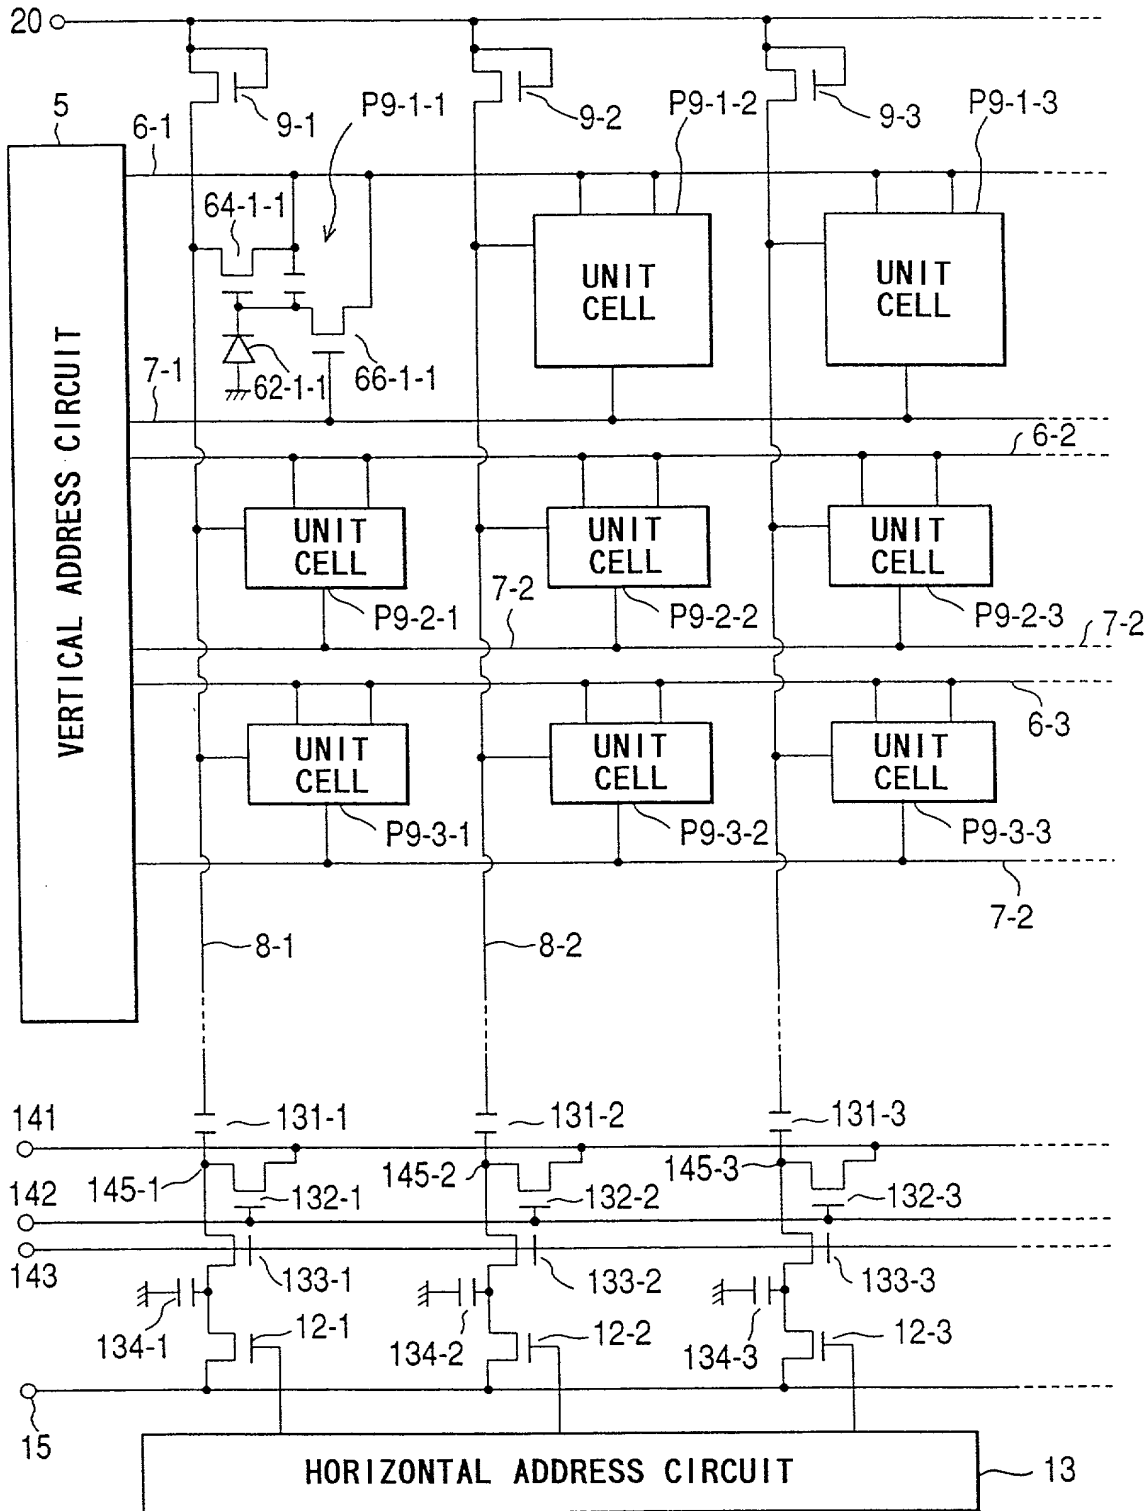 20
5
6-1
9-1
P9-1-1
9-2
P9-1-2
9-3
P9-1-3
64-1-1
UNIT
CELL
UNIT
CELL
7-1
62-1-1
66-1-1
6-2
VERTICAL ADDRESS CIRCUIT
UNIT
CELL
UNIT
CELL
UNIT
CELL
P9-2-1
7-2
P9-2-2
P9-2-3
7-2
UNIT
CELL
UNIT
CELL
UNIT
CELL
6-3
P9-3-1
P9-3-2
P9-3-3
7-2
8-1
8-2
141
131-1
131-2
131-3
145-1
145-2
145-3
142
132-1
132-2
132-3
143
133-1
133-2
133-3
134-1
12-1
134-2
12-2
134-3
12-3
15
HORIZONTAL ADDRESS CIRCUIT
13